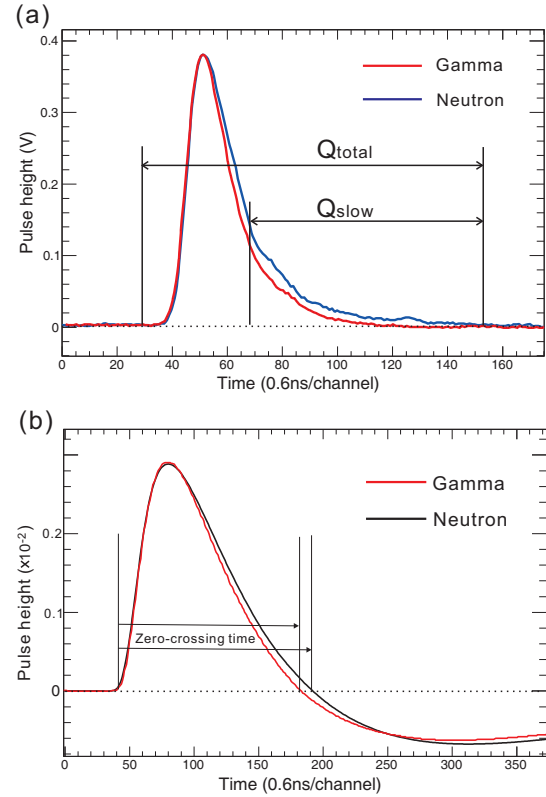 (a)
0.4
0.3
0.2
0.1
0
Pulse height (V)
Gamma
Neutron
Qtotal
Qslow
0 20 40 60 80 100 120 140 160
Time (0.6ns/channel)
(b)
0.2
0.1
0
Pulse height (x10-2)
Gamma
Neutron
Zero-crossing time
0 50 100 150 200 250 300 350
Time (0.6ns/channel)